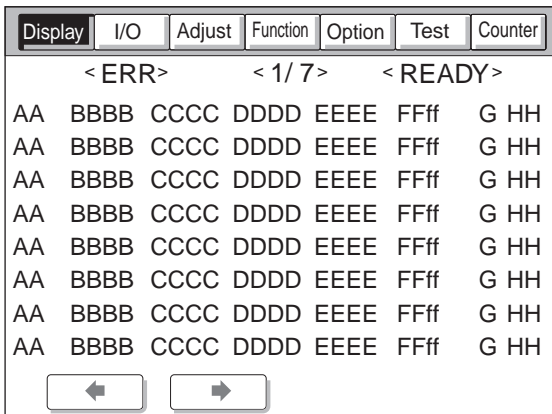 Display I/O Adjust Function Option Test Counter
<ERR> <1/7> <READY>
AA BBBB CCCC DDDD EEEE FFff G HH
AA BBBB CCCC DDDD EEEE FFff G HH
AA BBBB CCCC DDDD EEEE FFff G HH
AA BBBB CCCC DDDD EEEE FFff G HH
AA BBBB CCCC DDDD EEEE FFff G HH
AA BBBB CCCC DDDD EEEE FFff G HH
AA BBBB CCCC DDDD EEEE FFff G HH
AA BBBB CCCC DDDD EEEE FFff G HH